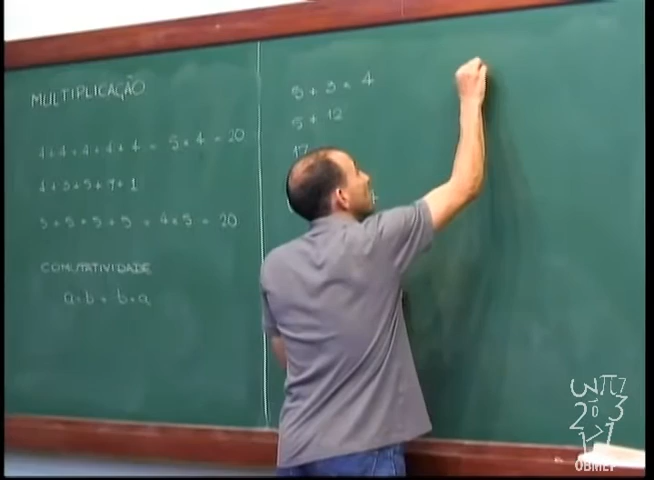 MULTIPLICAÇÃO
4+4+4+4+4 = 5×4 = 20
4+3+5+7+1
5+5+5+5 = 4×5 = 20
COMUTATIVIDADE
a·b = b·a
5 + 3 × 4
5 + 12
17
OBMEP